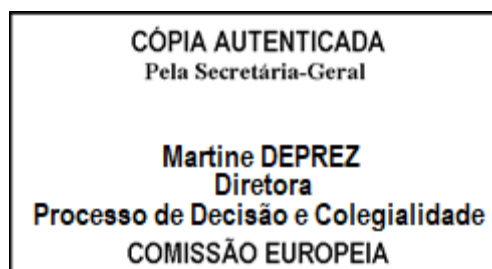 CÓPIA AUTENTICADA
Pela Secretária-Geral
Martine DEPREZ
Diretora
Processo de Decisão e Colegialidade
COMISSÃO EUROPEIA